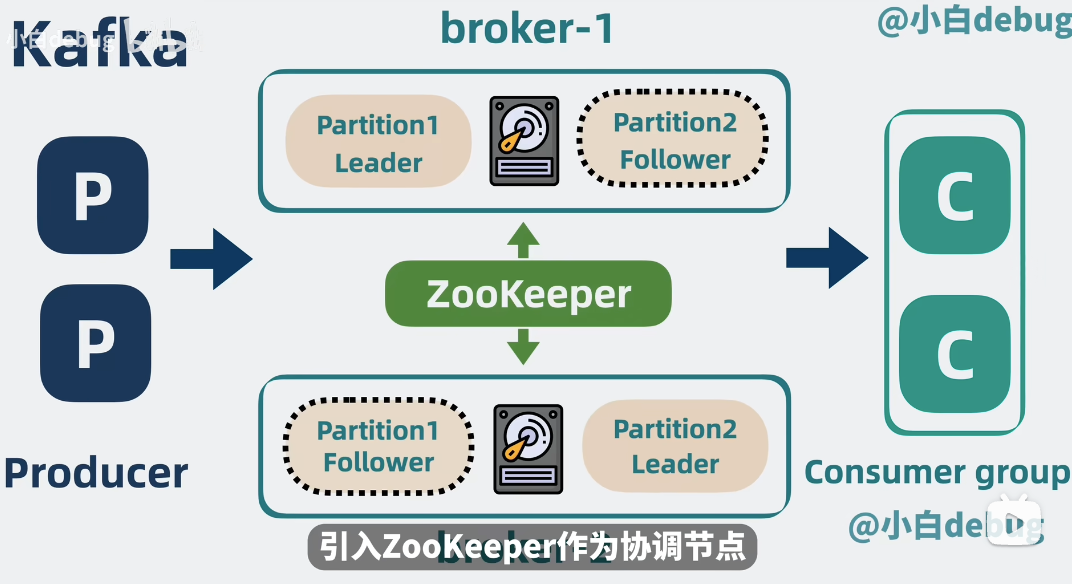 Kafka
小白debug
broker-1
@小白debug
Partition1
Leader
Partition2
Follower
P
P
ZooKeeper
C
C
Partition1
Follower
Partition2
Leader
Producer
Consumer group
@小白debug
broker-2
引入ZooKeeper作为协调节点